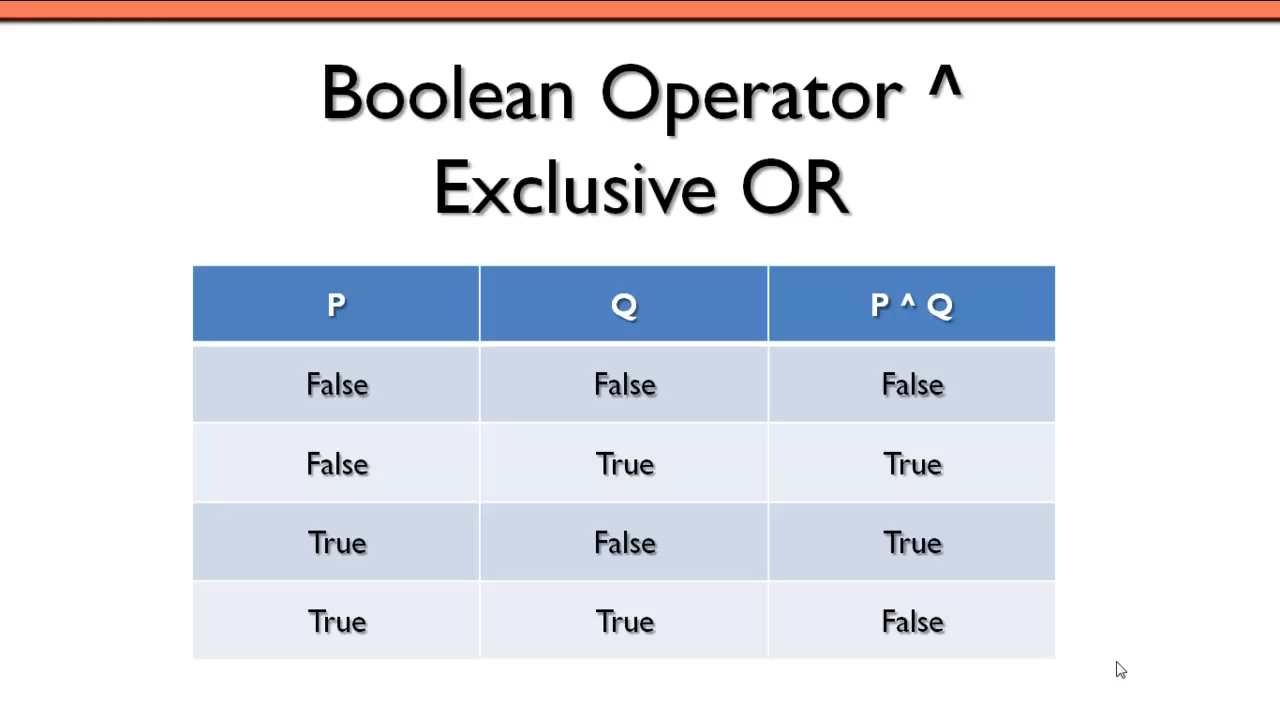 Boolean Operator ^
Exclusive OR
P Q P ^ Q
False False False
False True True
True False True
True True False